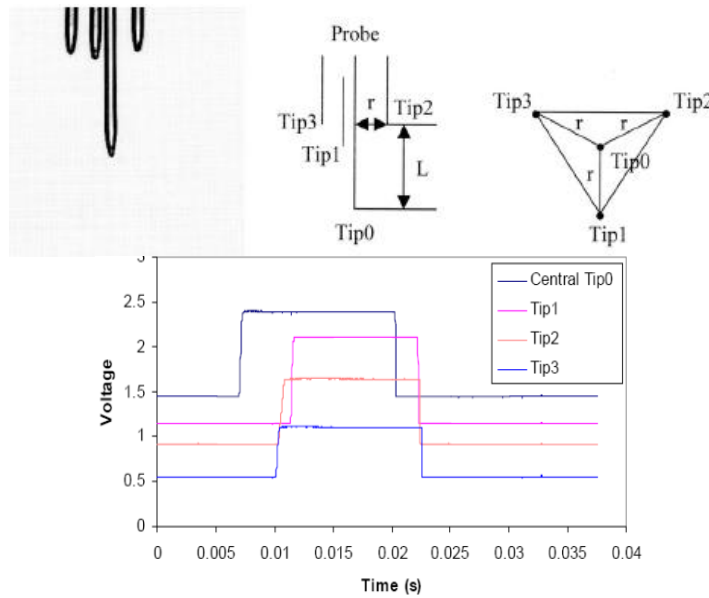 Probe
Tip3
r
Tip2
Tip1
L
Tip0
Tip3
Tip2
r
r
Tip0
r
Tip1
3
2.5
2
1.5
1
0.5
0
Voltage
Central Tip0
Tip1
Tip2
Tip3
0
0.005
0.01
0.015
0.02
0.025
0.03
0.035
0.04
Time (s)